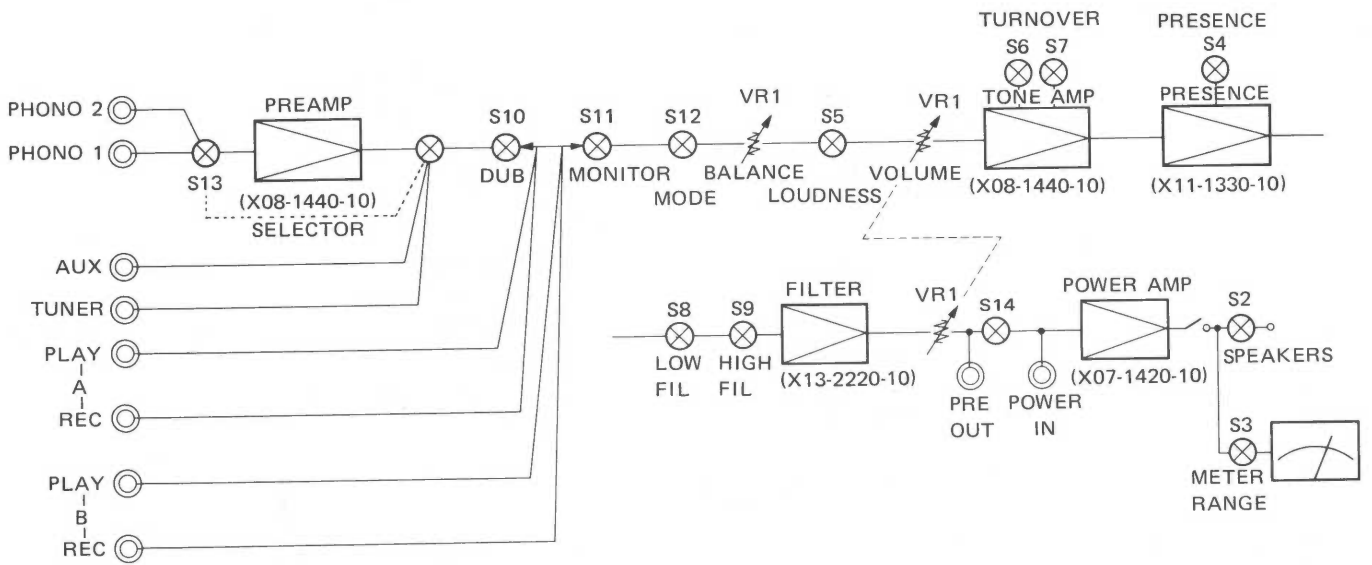 TURNOVER
S6 S7
PRESENCE
S4
PHONO 2
PREAMP
S10
S11
S12
VR1
S5
VR1
TONE AMP
PRESENCE
PHONO 1
S13
(X08-1440-10)
SELECTOR
DUB
MONITOR
MODE
BALANCE
LOUDNESS
VOLUME
(X08-1440-10)
(X11-1330-10)
AUX
TUNER
PLAY
A
REC
PLAY
B
REC
S8
S9
FILTER
VR1
S14
POWER AMP
S2
LOW
FIL
HIGH
FIL
(X13-2220-10)
PRE
OUT
POWER
IN
(X07-1420-10)
SPEAKERS
S3
METER
RANGE